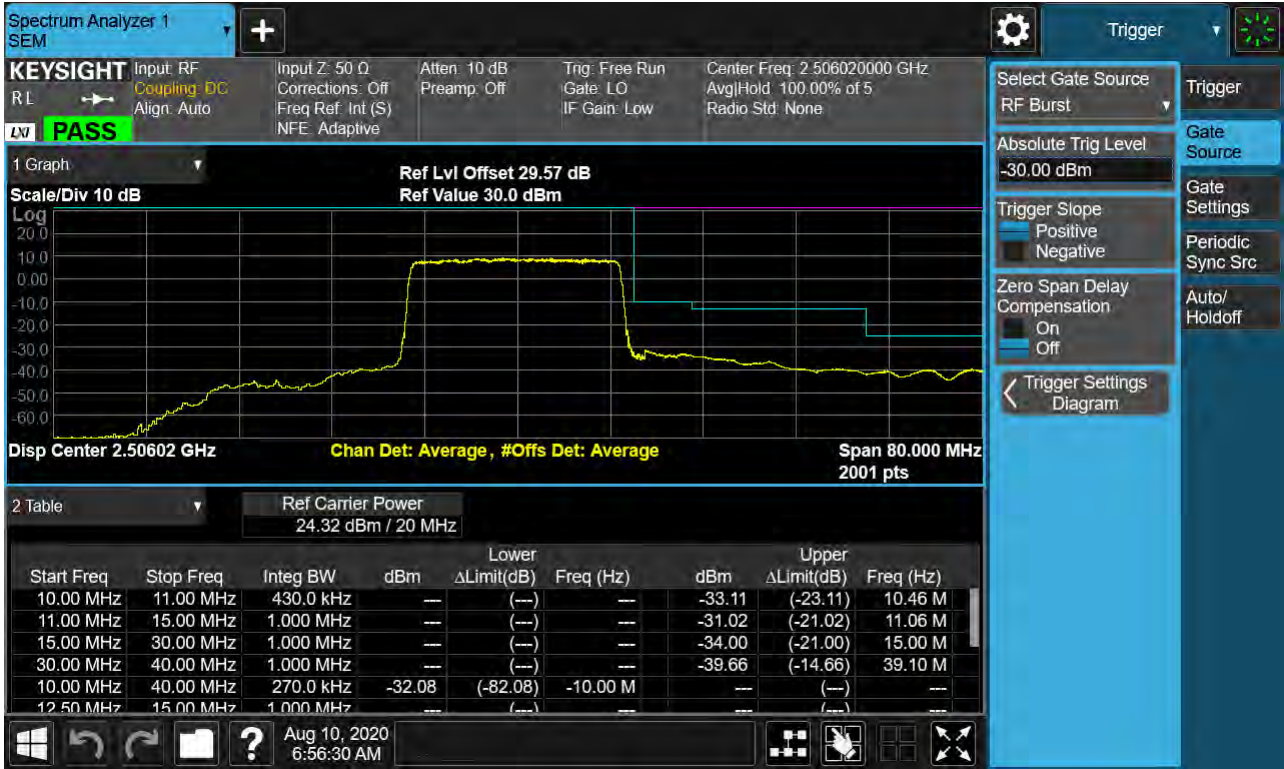 Spectrum Analyzer 1
SEM
+
Trigger
KEYSIGHT
RL
LXI
PASS
Input: RF
Coupling: DC
Align: Auto
Input Z: 50 Ω
Corrections: Off
Freq Ref: Int (S)
NFE: Adaptive
Atten: 10 dB
Preamp: Off
Trig: Free Run
Gate: LO
IF Gain: Low
Center Freq: 2.506020000 GHz
Avg|Hold: 100.00% of 5
Radio Std: None
1 Graph
Scale/Div 10 dB
Ref Lvl Offset 29.57 dB
Ref Value 30.0 dBm
Log
20.0
10.0
0.00
-10.0
-20.0
-30.0
-40.0
-50.0
-60.0
Disp Center 2.50602 GHz
Chan Det: Average, #Offs Det: Average
Span 80.000 MHz
2001 pts
2 Table
Ref Carrier Power
24.32 dBm / 20 MHz
Lower Upper
Start Freq Stop Freq Integ BW dBm ΔLimit(dB) Freq (Hz) dBm ΔLimit(dB) Freq (Hz)
10.00 MHz 11.00 MHz 430.0 kHz --- (---) --- -33.11 (-23.11) 10.46 M
11.00 MHz 15.00 MHz 1.000 MHz --- (---) --- -31.02 (-21.02) 11.06 M
15.00 MHz 30.00 MHz 1.000 MHz --- (---) --- -34.00 (-21.00) 15.00 M
30.00 MHz 40.00 MHz 1.000 MHz --- (---) --- -39.66 (-14.66) 39.10 M
10.00 MHz 40.00 MHz 270.0 kHz -32.08 (-82.08) -10.00 M --- (---) ---
12.50 MHz 15.00 MHz 1.000 MHz --- (---) --- --- (---) ---
?
Aug 10, 2020
6:56:30 AM
Select Gate Source
RF Burst
Absolute Trig Level
-30.00 dBm
Trigger Slope
Positive
Negative
Zero Span Delay
Compensation
On
Off
Trigger Settings
Diagram
Trigger
Gate
Source
Gate
Settings
Periodic
Sync Src
Auto/
Holdoff